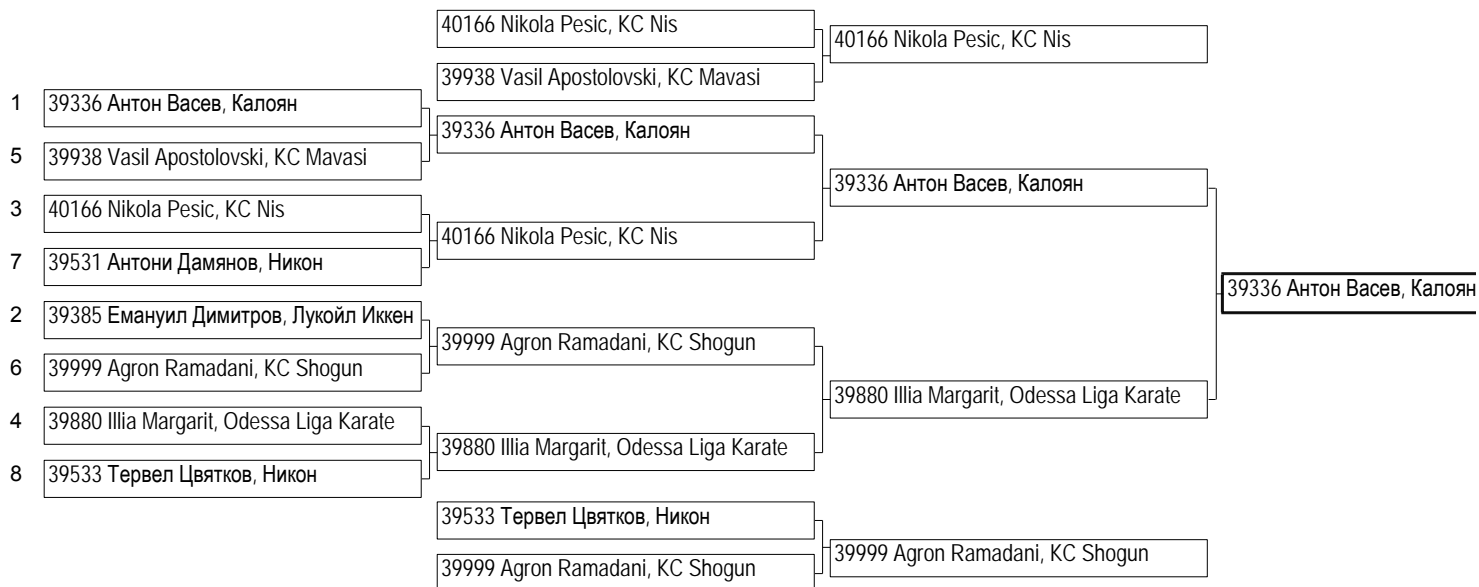 40166 Nikola Pesic, KC Nis
40166 Nikola Pesic, KC Nis
39938 Vasil Apostolovski, KC Mavasi
1 39336 Антон Васев, Калоян
39336 Антон Васев, Калоян
5 39938 Vasil Apostolovski, KC Mavasi
39336 Антон Васев, Калоян
3 40166 Nikola Pesic, KC Nis
40166 Nikola Pesic, KC Nis
7 39531 Антони Дамянов, Никон
39336 Антон Васев, Калоян
2 39385 Емануил Димитров, Лукойл Иккен
39999 Agron Ramadani, KC Shogun
6 39999 Agron Ramadani, KC Shogun
39880 Illia Margarit, Odessa Liga Karate
4 39880 Illia Margarit, Odessa Liga Karate
39880 Illia Margarit, Odessa Liga Karate
8 39533 Тервел Цвятков, Никон
39533 Тервел Цвятков, Никон
39999 Agron Ramadani, KC Shogun
39999 Agron Ramadani, KC Shogun